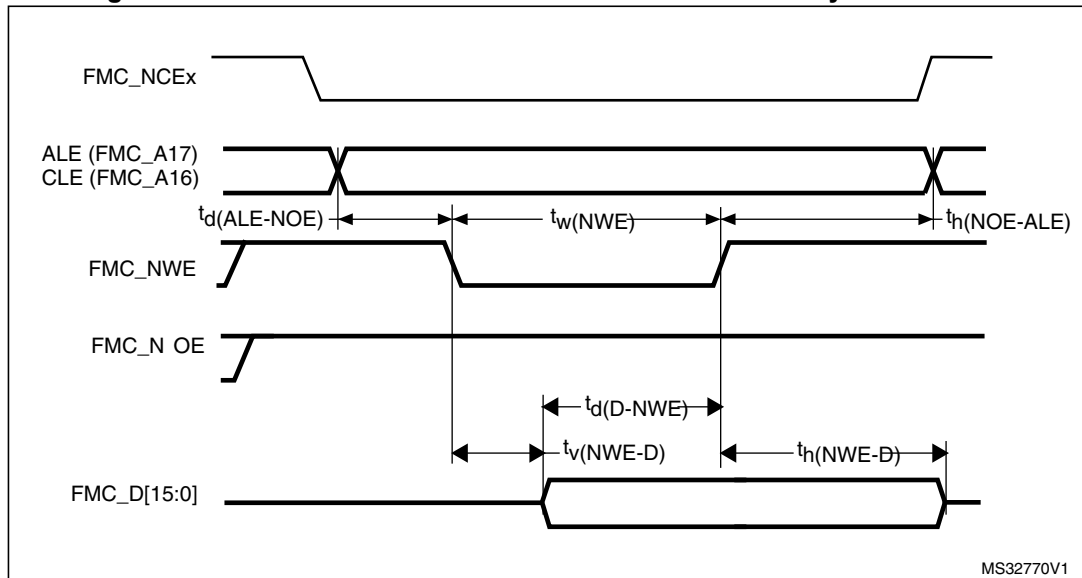 FMC_NCEx
ALE (FMC_A17)
CLE (FMC_A16)
td(ALE-NOE)
tw(NWE)
th(NOE-ALE)
FMC_NWE
FMC_N OE
td(D-NWE)
tv(NWE-D)
th(NWE-D)
FMC_D[15:0]
MS32770V1